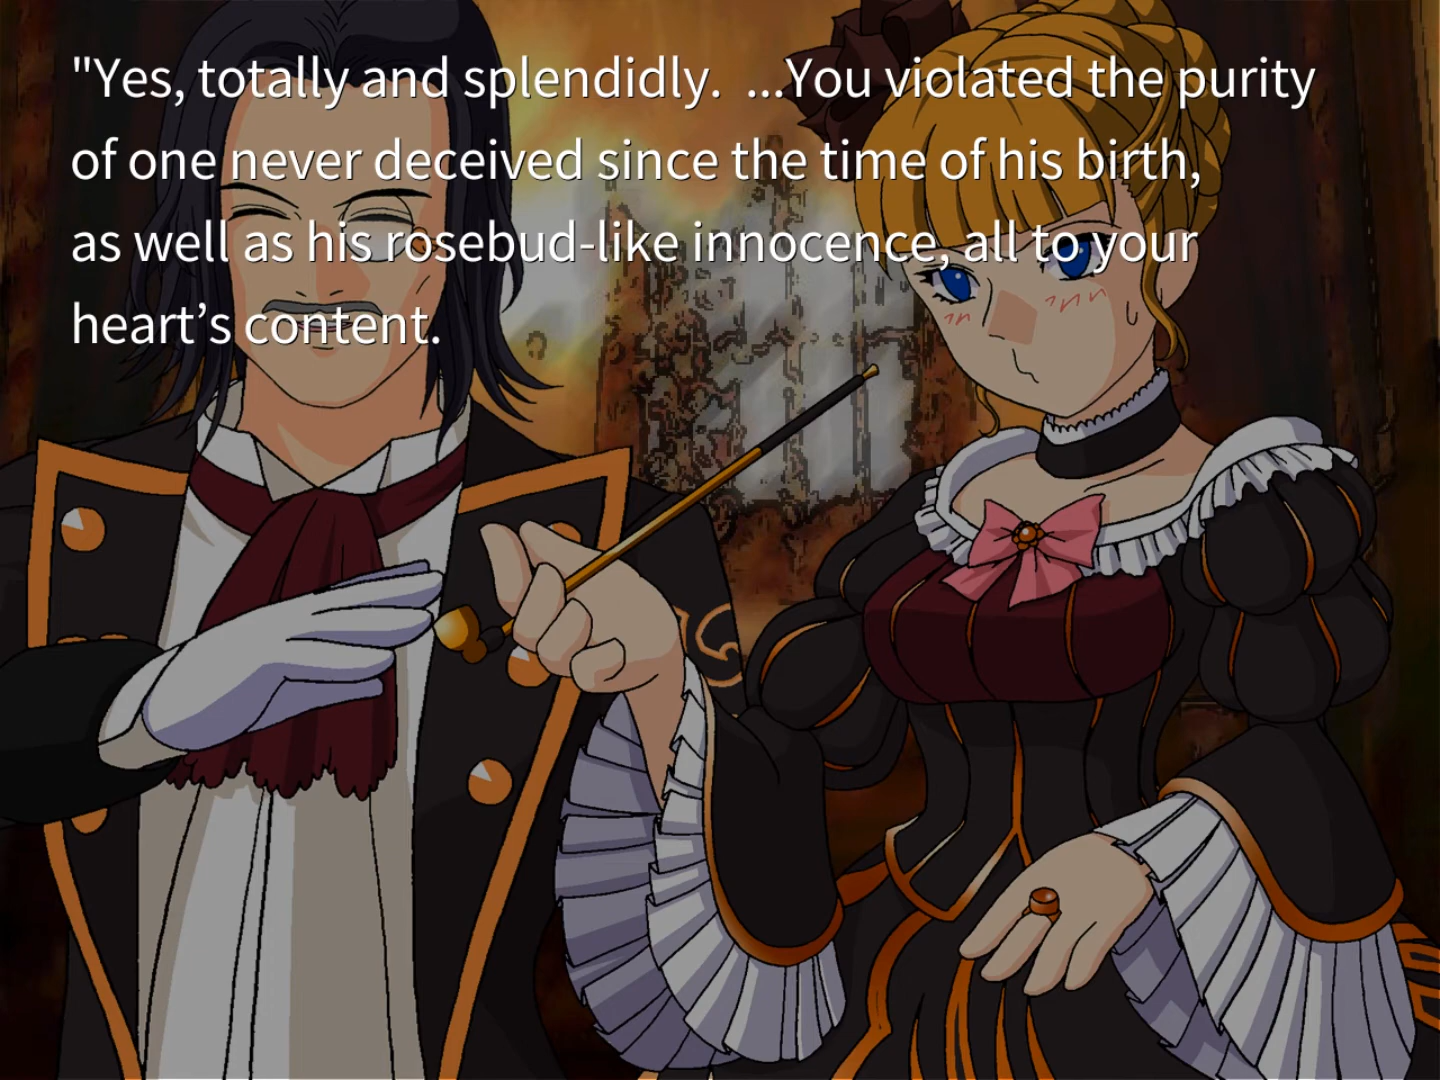 "Yes, totally and splendidly.  ...You violated the purity
of one never deceived since the time of his birth,
as well as his rosebud-like innocence, all to your
heart’s content.